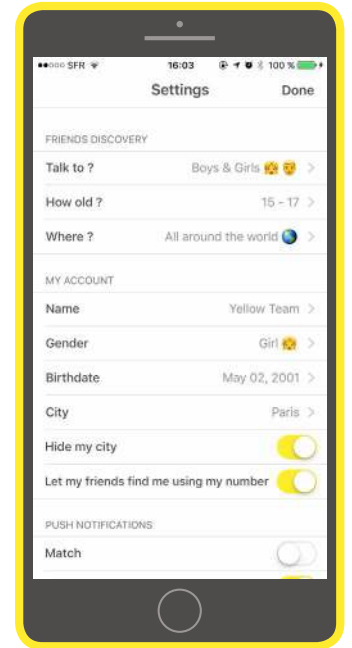 SFR 16:03 100 %
Settings Done
FRIENDS DISCOVERY
Talk to ? Boys & Girls
How old ? 15 - 17
Where ? All around the world
MY ACCOUNT
Name Yellow Team
Gender Girl
Birthdate May 02, 2001
City Paris
Hide my city
Let my friends find me using my number
PUSH NOTIFICATIONS
Match